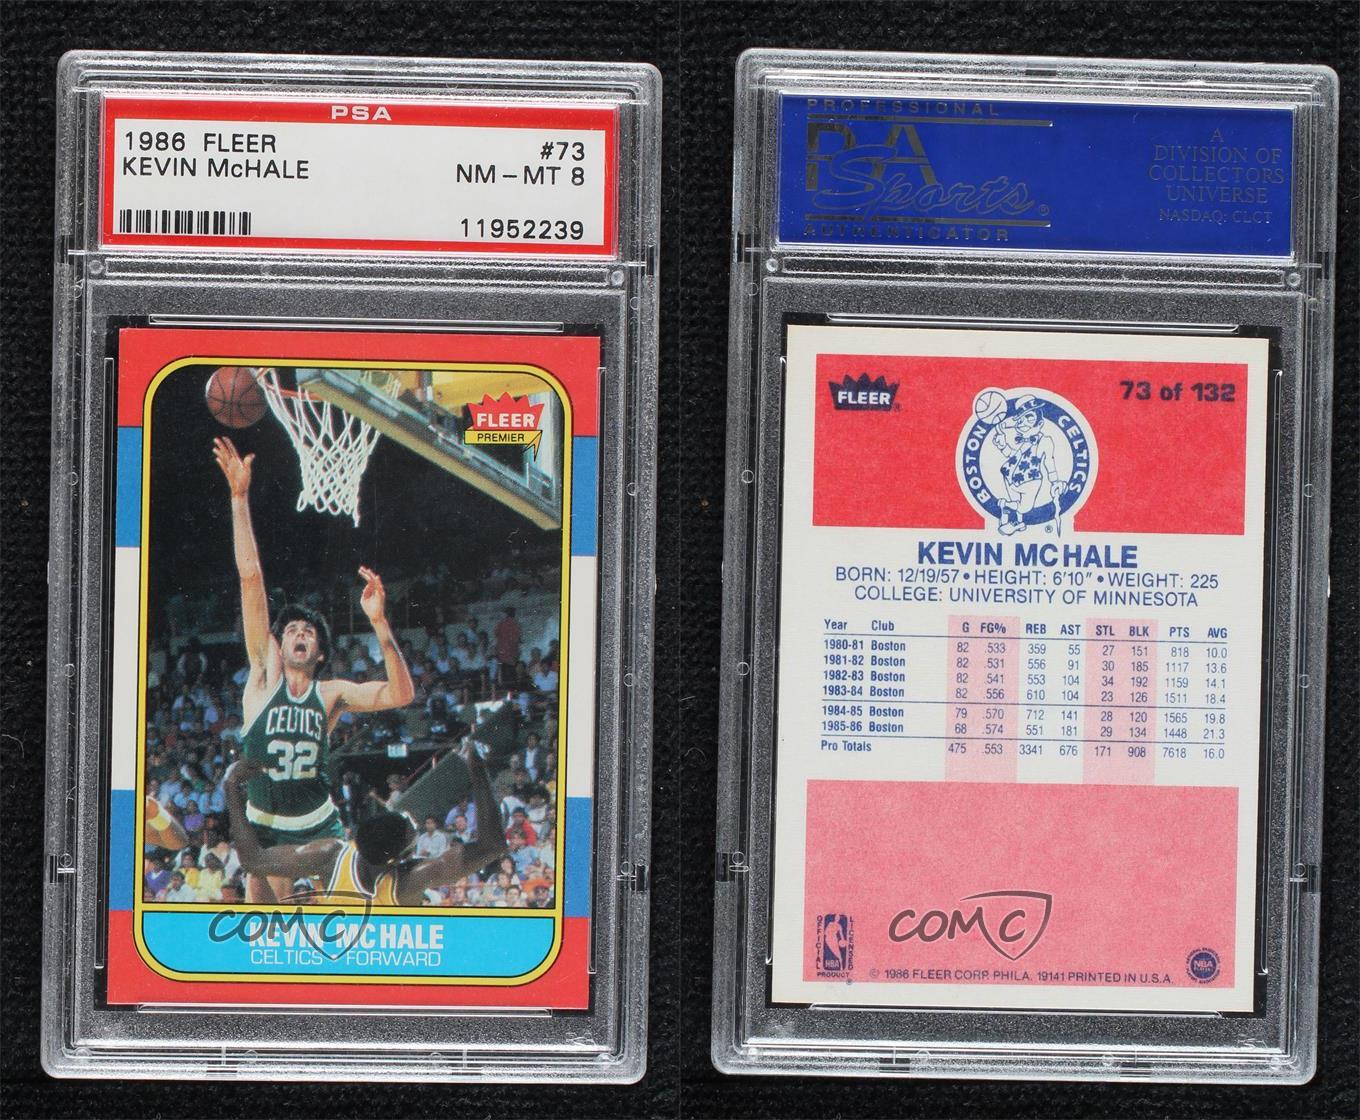 PSA
1986 FLEER #73
KEVIN McHALE NM – MT 8
11952239
FLEER
PREMIER
CELTICS
32
COMC
KEVIN MCHALE
CELTICS FORWARD
PROFESSIONAL
PSA
Sports®
AUTHENTICATOR
A
DIVISION OF
COLLECTORS
UNIVERSE
NASDAQ: CLCT
FLEER®
73 of 132
BOSTON CELTICS
®
KEVIN MCHALE
BORN: 12/19/57 • HEIGHT: 6'10" • WEIGHT: 225
COLLEGE: UNIVERSITY OF MINNESOTA
Year Club G FG% REB AST STL BLK PTS AVG
1980-81 Boston 82 .533 359 55 27 151 818 10.0
1981-82 Boston 82 .531 556 91 30 185 1117 13.6
1982-83 Boston 82 .541 553 104 34 192 1159 14.1
1983-84 Boston 82 .556 610 104 23 126 1511 18.4
1984-85 Boston 79 .570 712 141 28 120 1565 19.8
1985-86 Boston 68 .574 551 181 29 134 1448 21.3
Pro Totals 475 .553 3341 676 171 908 7618 16.0
COMC
OFFICIAL
LICENSED
NBA
PRODUCT®
NBA
© 1986 FLEER CORP. PHILA. 19141 PRINTED IN U.S.A.